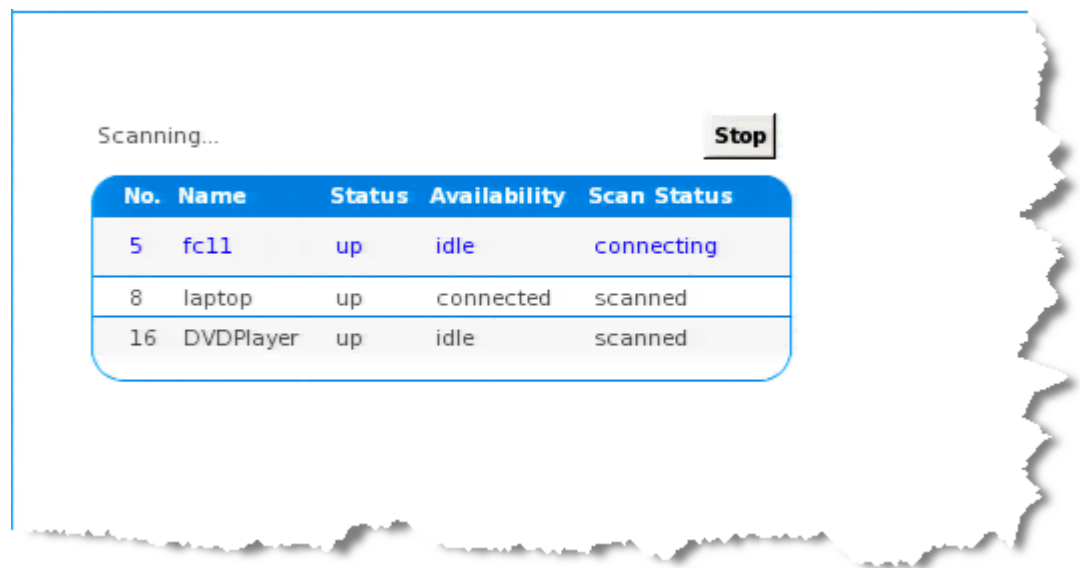 Scanning... Stop
No. Name Status Availability Scan Status
5 fc11 up idle connecting
8 laptop up connected scanned
16 DVDPlayer up idle scanned